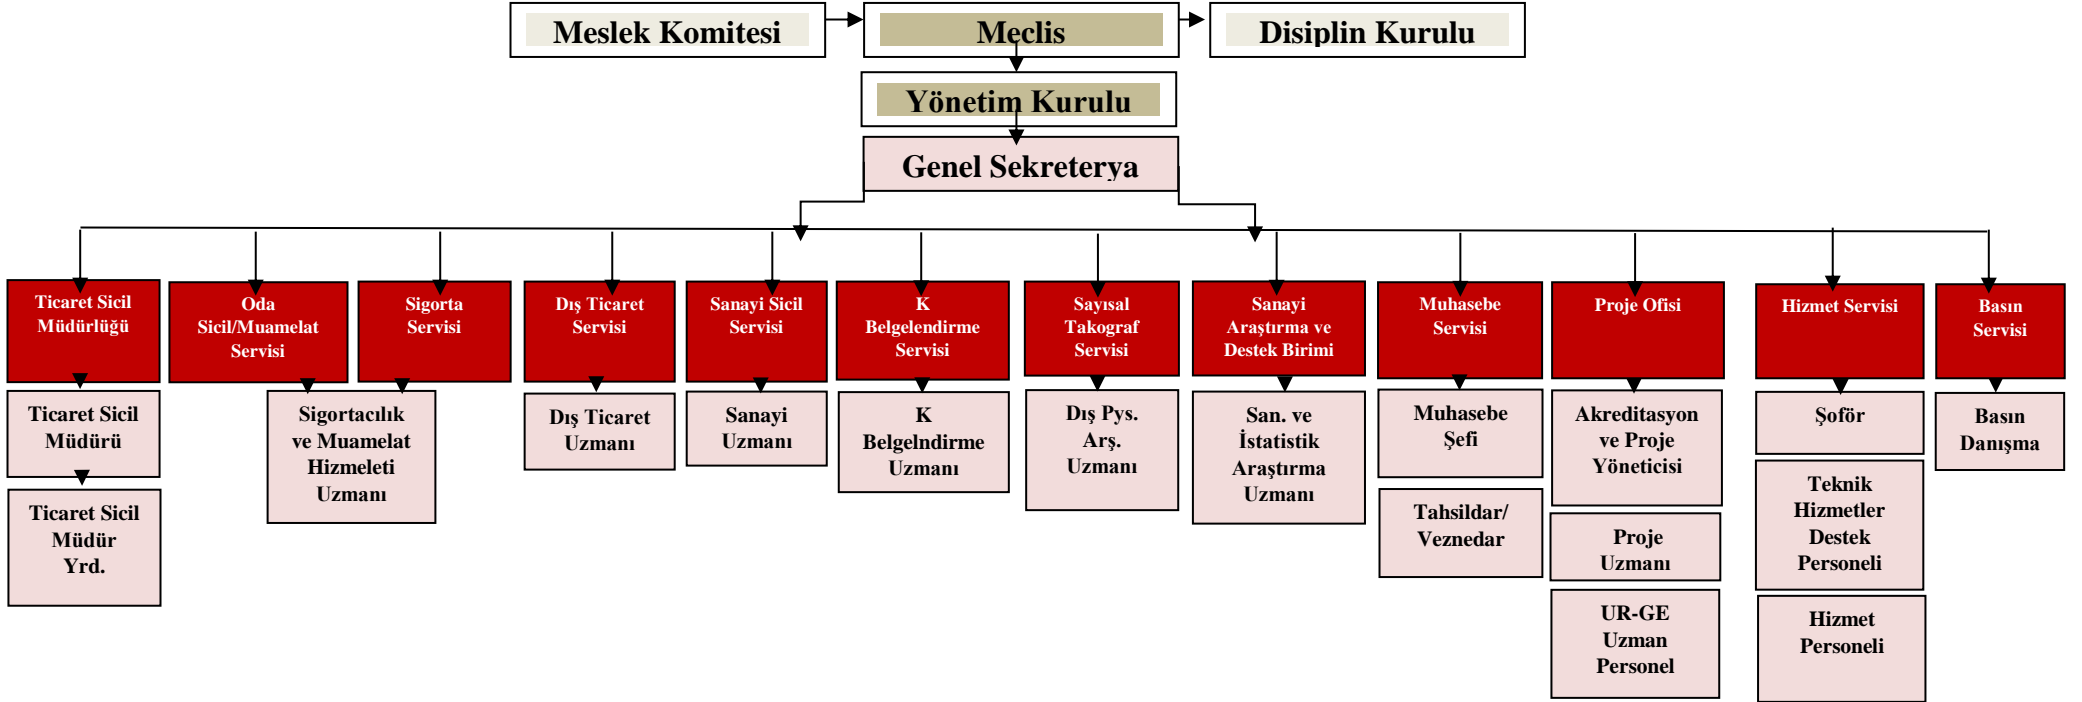 Meslek Komitesi
Meclis
Disiplin Kurulu
Yönetim Kurulu
Genel Sekreterya
Ticaret Sicil
Müdürlüğü
Oda
Sicil/Muamelat
Servisi
Sigorta
Servisi
Dış Ticaret
Servisi
Sanayi Sicil
Servisi
K
Belgelendirme
Servisi
Sayısal
Takograf
Servisi
Sanayi
Araştırma ve
Destek Birimi
Muhasebe
Servisi
Proje Ofisi
Hizmet Servisi
Basın
Servisi
Ticaret Sicil
Müdürü
Sigortacılık
ve Muamelat
Hizmeleti
Uzmanı
Dış Ticaret
Uzmanı
Sanayi
Uzmanı
K
Belgelndirme
Uzmanı
Dış Pys.
Arş.
Uzmanı
San. ve
İstatistik
Araştırma
Uzmanı
Muhasebe
Şefi
Akreditasyon
ve Proje
Yöneticisi
Şoför
Basın
Danışma
Ticaret Sicil
Müdür
Yrd.
Tahsildar/
Veznedar
Proje
Uzmanı
Teknik
Hizmetler
Destek
Personeli
UR-GE
Uzman
Personel
Hizmet
Personeli